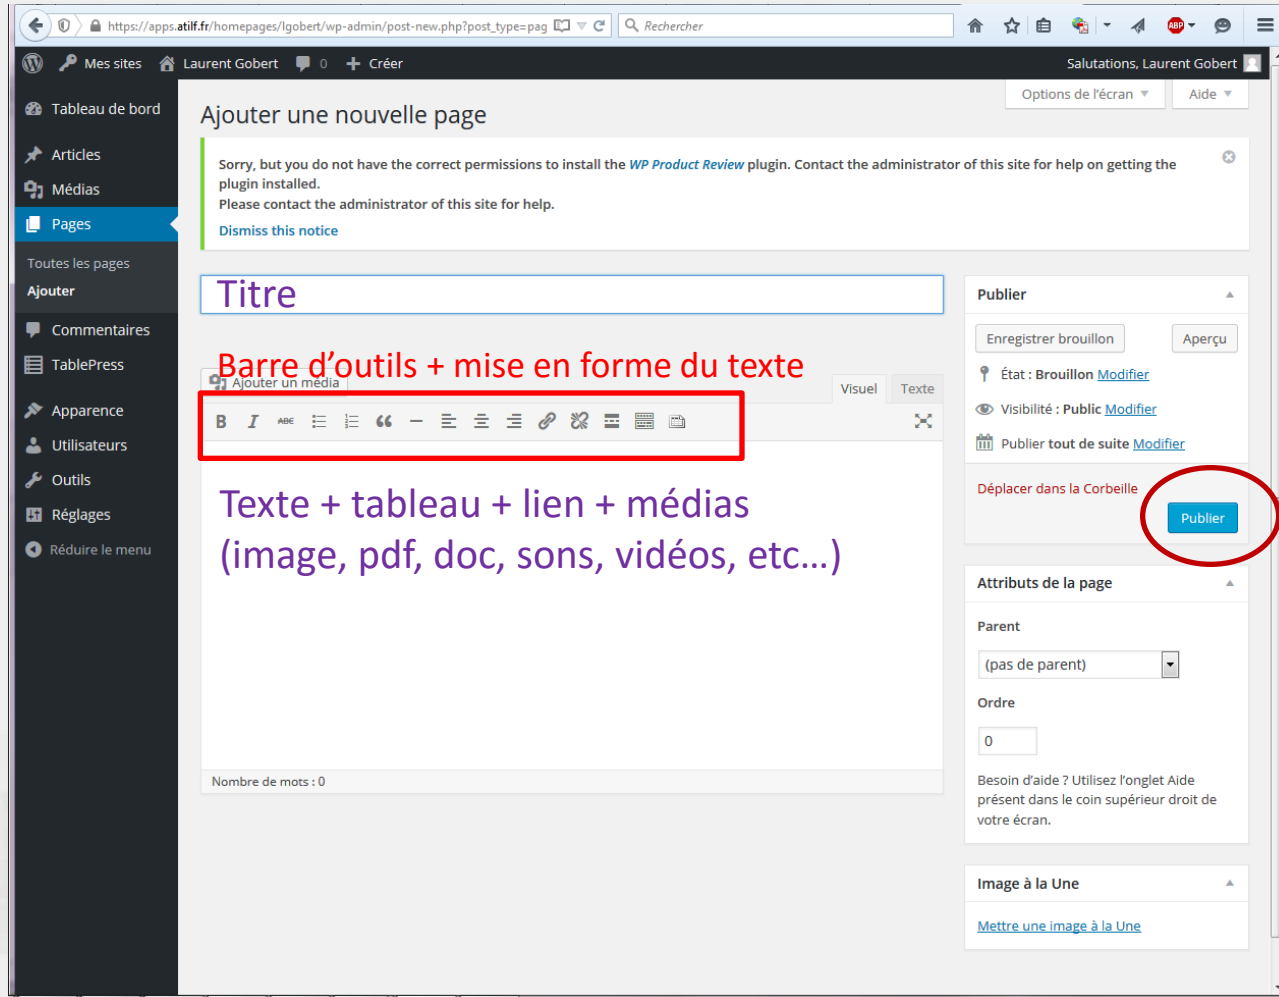 https://apps.atilf.fr/homepages/lgobert/wp-admin/post-new.php?post_type=pag
Rechercher
ABP
Mes sites
Laurent Gobert
0
Créer
Salutations, Laurent Gobert
Tableau de bord
Articles
Médias
Pages
Toutes les pages
Ajouter
Commentaires
TablePress
Apparence
Utilisateurs
Outils
Réglages
Réduire le menu
Options de l'écran
Aide
Ajouter une nouvelle page
Sorry, but you do not have the correct permissions to install the WP Product Review plugin. Contact the administrator of this site for help on getting the
plugin installed.
Please contact the administrator of this site for help.
Dismiss this notice
Titre
Barre d'outils + mise en forme du texte
Ajouter un média
Visuel
Texte
B I ABC
Texte + tableau + lien + médias
(image, pdf, doc, sons, vidéos, etc…)
Nombre de mots : 0
Publier
Enregistrer brouillon
Aperçu
État : Brouillon Modifier
Visibilité : Public Modifier
Publier tout de suite Modifier
Déplacer dans la Corbeille
Publier
Attributs de la page
Parent
(pas de parent)
Ordre
0
Besoin d'aide ? Utilisez l'onglet Aide
présent dans le coin supérieur droit de
votre écran.
Image à la Une
Mettre une image à la Une